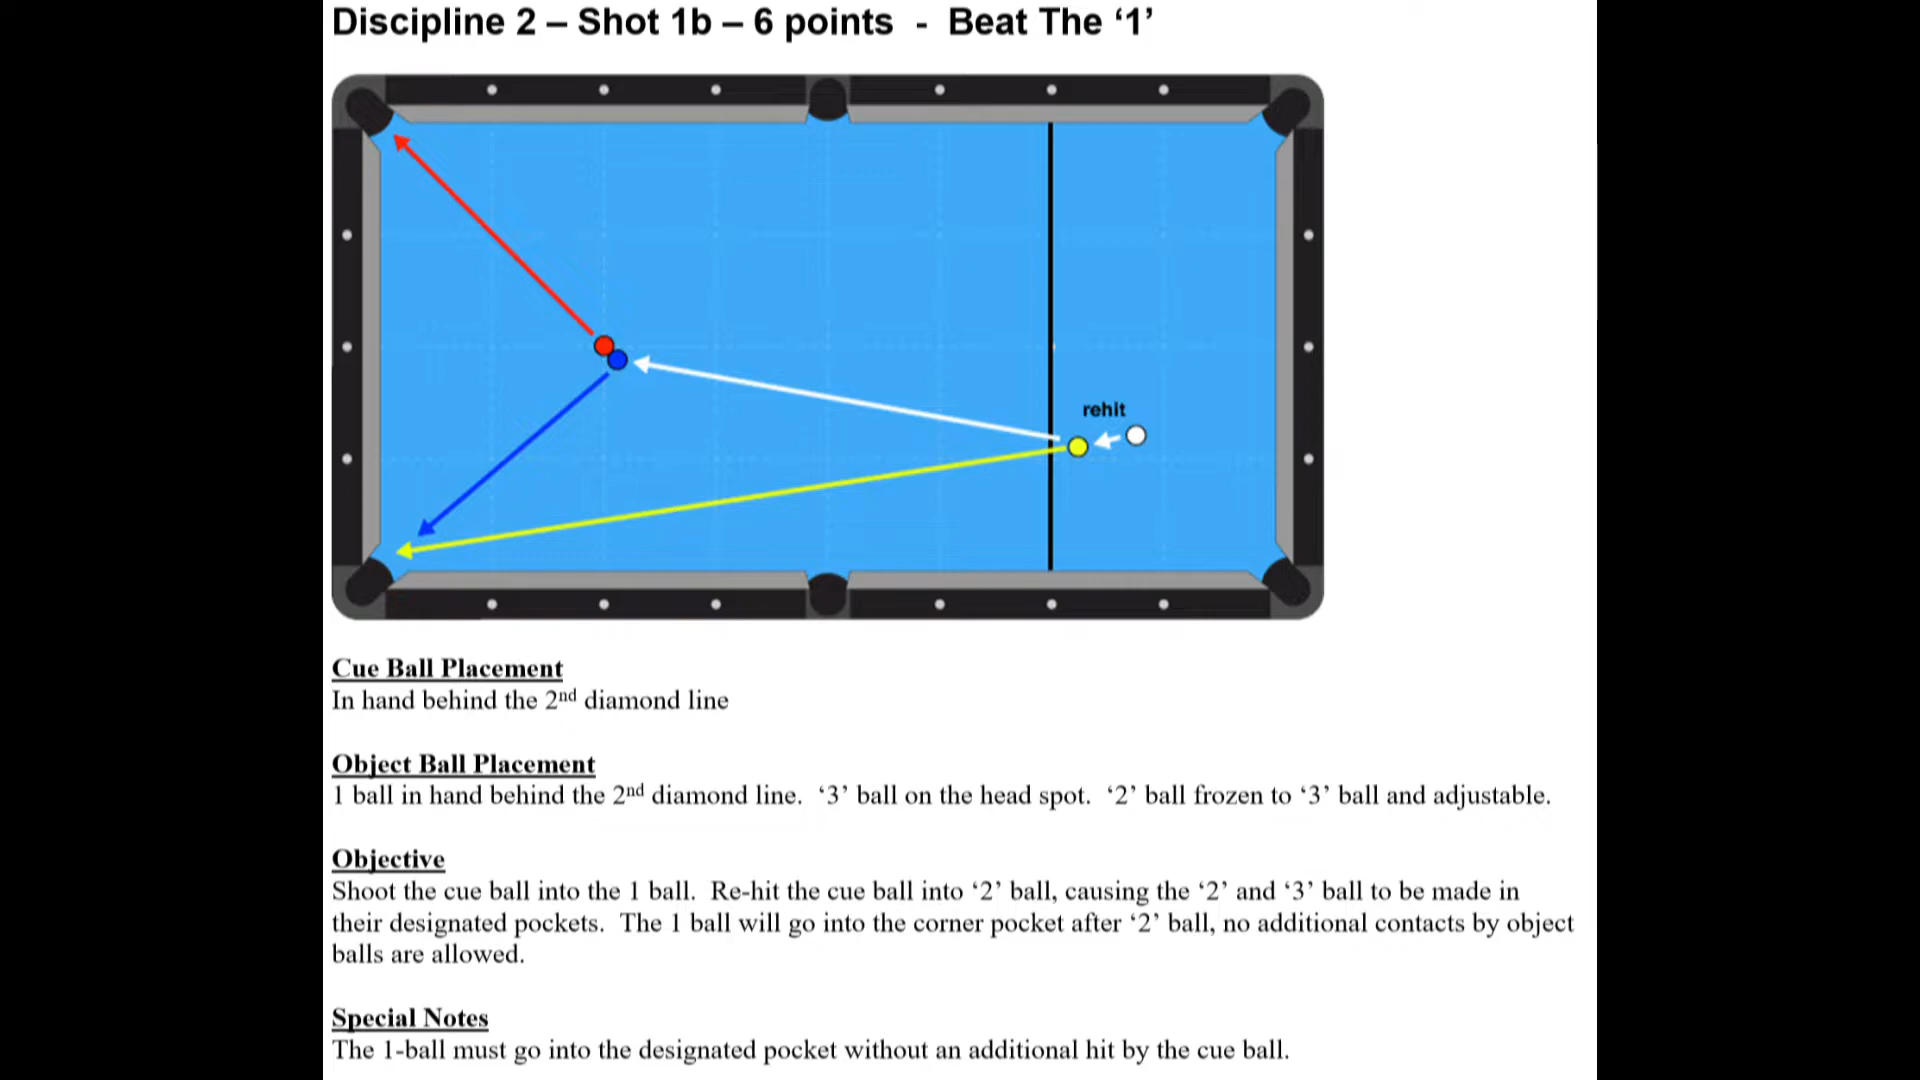 Discipline 2 – Shot 1b – 6 points - Beat The ‘1’
rehit
Cue Ball Placement
In hand behind the 2nd diamond line
Object Ball Placement
1 ball in hand behind the 2nd diamond line. ‘3’ ball on the head spot. ‘2’ ball frozen to ‘3’ ball and adjustable.
Objective
Shoot the cue ball into the 1 ball. Re-hit the cue ball into ‘2’ ball, causing the ‘2’ and ‘3’ ball to be made in
their designated pockets. The 1 ball will go into the corner pocket after ‘2’ ball, no additional contacts by object
balls are allowed.
Special Notes
The 1-ball must go into the designated pocket without an additional hit by the cue ball.